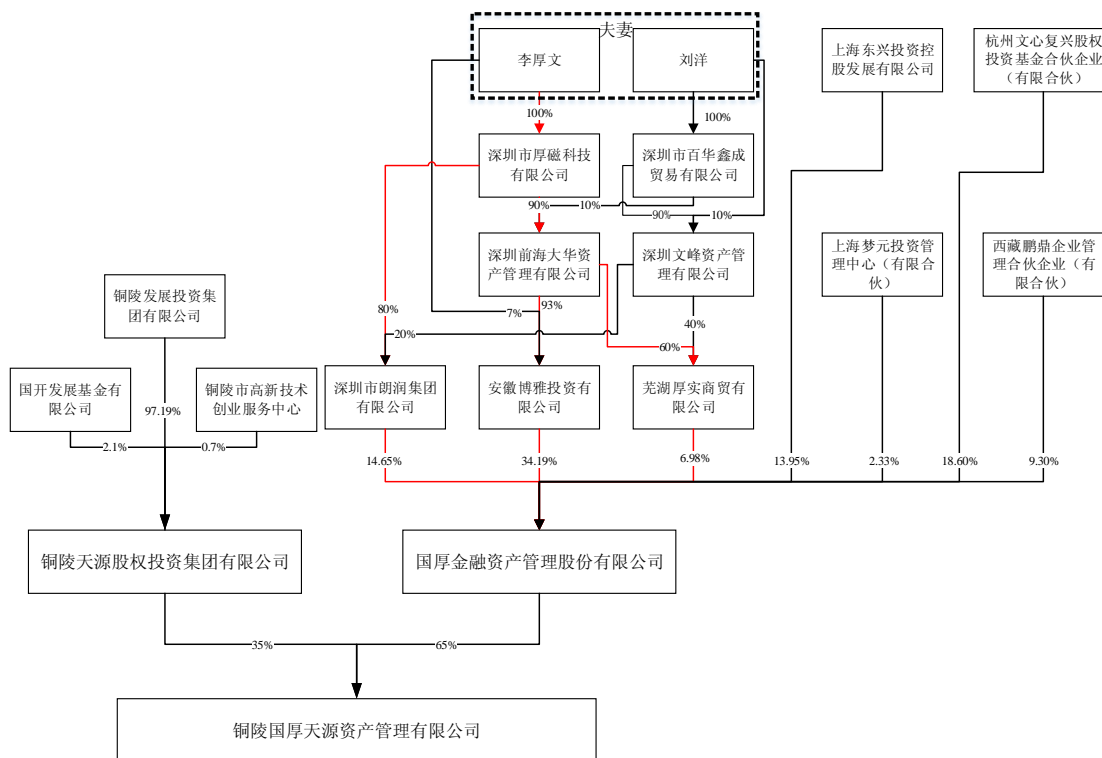 夫妻
李厚文
刘洋
上海东兴投资控
股发展有限公司
杭州文心复兴股权
投资基金合伙企业
（有限合伙）
100%
100%
深圳市厚磁科技
有限公司
深圳市百华鑫成
贸易有限公司
90%
10%
90%
10%
深圳前海大华资
产管理有限公司
深圳文峰资产管
理有限公司
上海梦元投资管
理中心（有限合
伙）
西藏鹏鼎企业管
理合伙企业（有
限合伙）
铜陵发展投资集
团有限公司
80%
7%
93%
20%
40%
60%
国开发展基金有
限公司
97.19%
铜陵市高新技术
创业服务中心
深圳市朗润集团
有限公司
安徽博雅投资有
限公司
芜湖厚实商贸有
限公司
2.1%
0.7%
14.65%
34.19%
6.98%
13.95%
2.33%
18.60%
9.30%
铜陵天源股权投资集团有限公司
国厚金融资产管理股份有限公司
35%
65%
铜陵国厚天源资产管理有限公司